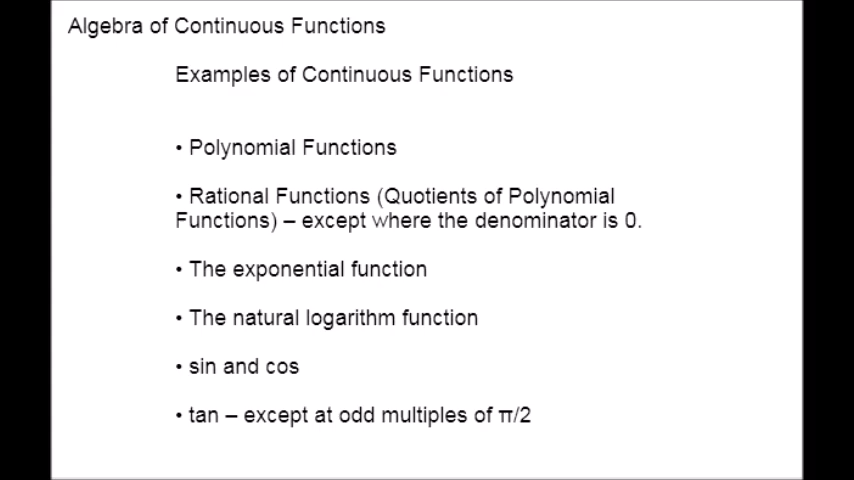 Algebra of Continuous Functions
Examples of Continuous Functions
• Polynomial Functions
• Rational Functions (Quotients of Polynomial
Functions) – except where the denominator is 0.
• The exponential function
• The natural logarithm function
• sin and cos
• tan – except at odd multiples of π/2